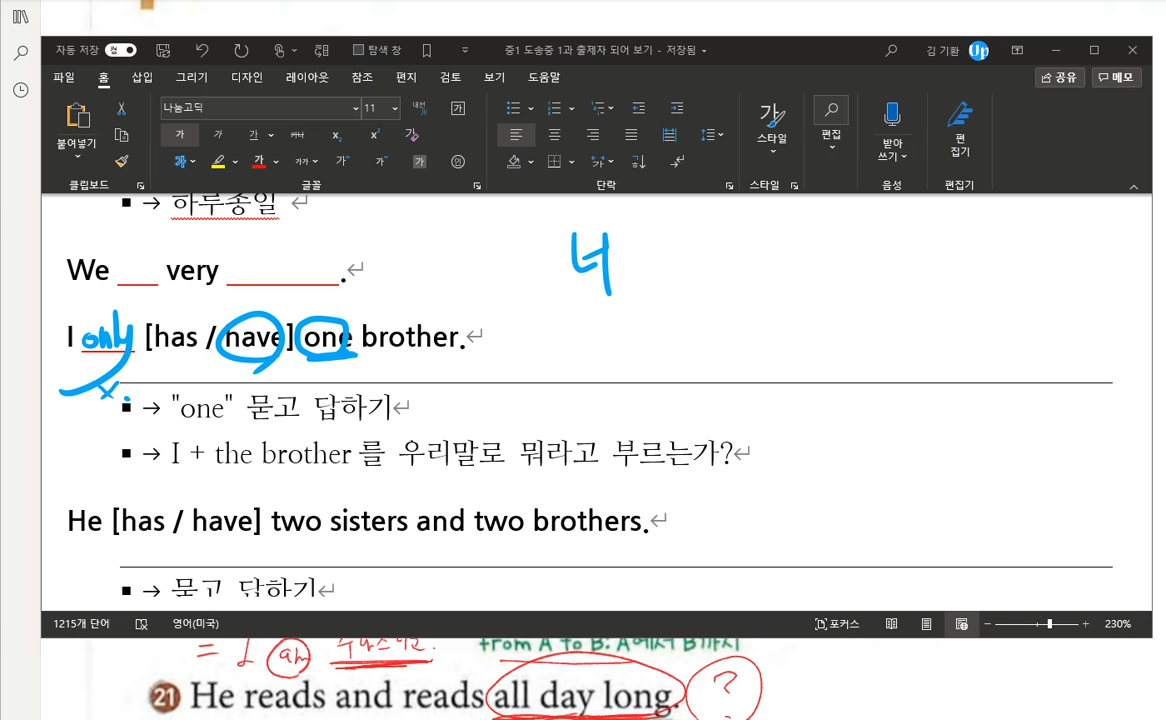 자동 저장 컴 탐색 창 중1 도송중 1과 출제자 되어 보기 - 저장됨 김 기환 Up
파일 홈 삽입 그리기 디자인 레이아웃 참조 편지 검토 보기 도움말 공유 메모
나눔고딕 11
붙여넣기 스타일 편집 받아쓰기 편집기
클립보드 글꼴 단락 스타일 음성 편집기
→ 하루종일
네
We ___ very ________.
I only [has / have] one brother.
x
→ "one" 묻고 답하기
→ I + the brother 를 우리말로 뭐라고 부르는가?
He [has / have] two sisters and two brothers.
→ 묻고 답하기
1215개 단어 영어(미국) 포커스 230%
= I am from A to B: A에서 B까지
21 He reads and reads all day long. ?